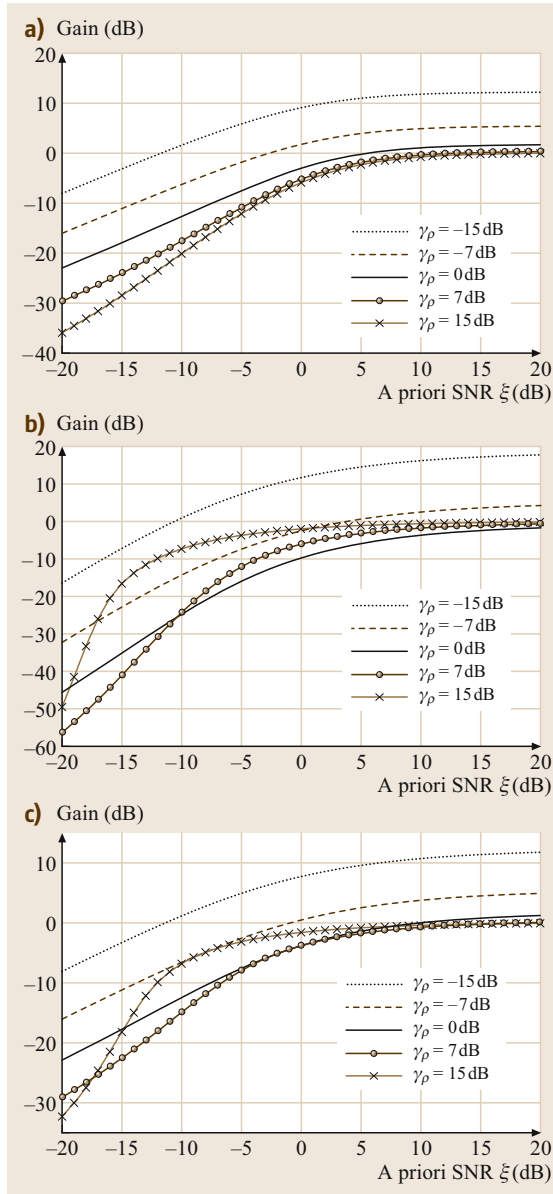 a) Gain (dB)
20
10
0
–10
–20
–30
–40
γρ = –15 dB
γρ = –7 dB
γρ = 0 dB
γρ = 7 dB
γρ = 15 dB
–20 –15 –10 –5 0 5 10 15 20
A priori SNR ξ (dB)
b) Gain (dB)
20
10
0
–10
–20
–30
–40
–50
–60
γρ = –15 dB
γρ = –7 dB
γρ = 0 dB
γρ = 7 dB
γρ = 15 dB
–20 –15 –10 –5 0 5 10 15 20
A priori SNR ξ (dB)
c) Gain (dB)
10
0
–10
–20
–30
γρ = –15 dB
γρ = –7 dB
γρ = 0 dB
γρ = 7 dB
γρ = 15 dB
–20 –15 –10 –5 0 5 10 15 20
A priori SNR ξ (dB)